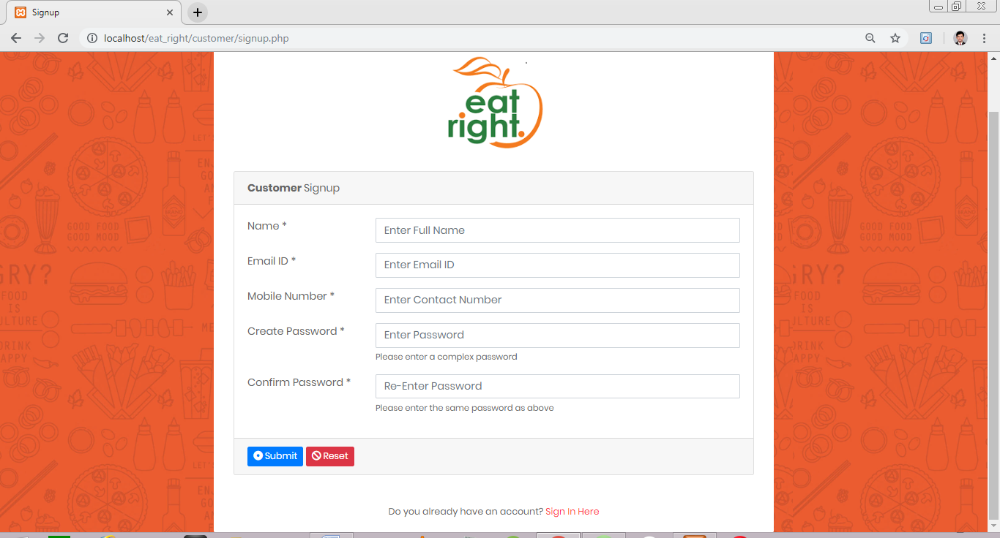 Signup
localhost/eat_right/customer/signup.php
eat
right.
Customer Signup
Name *
Enter Full Name
Email ID *
Enter Email ID
Mobile Number *
Enter Contact Number
Create Password *
Enter Password
Please enter a complex password
Confirm Password *
Re-Enter Password
Please enter the same password as above
Submit Reset
Do you already have an account? Sign In Here
GOOD FOOD
GOOD MOOD
GRY?
FOOD
IS
ULTURE
DRINK
APPY
GOOD FOOD
GOOD MOOD
RY?
FOOD
IS
ULTURE
DRINK
APPY